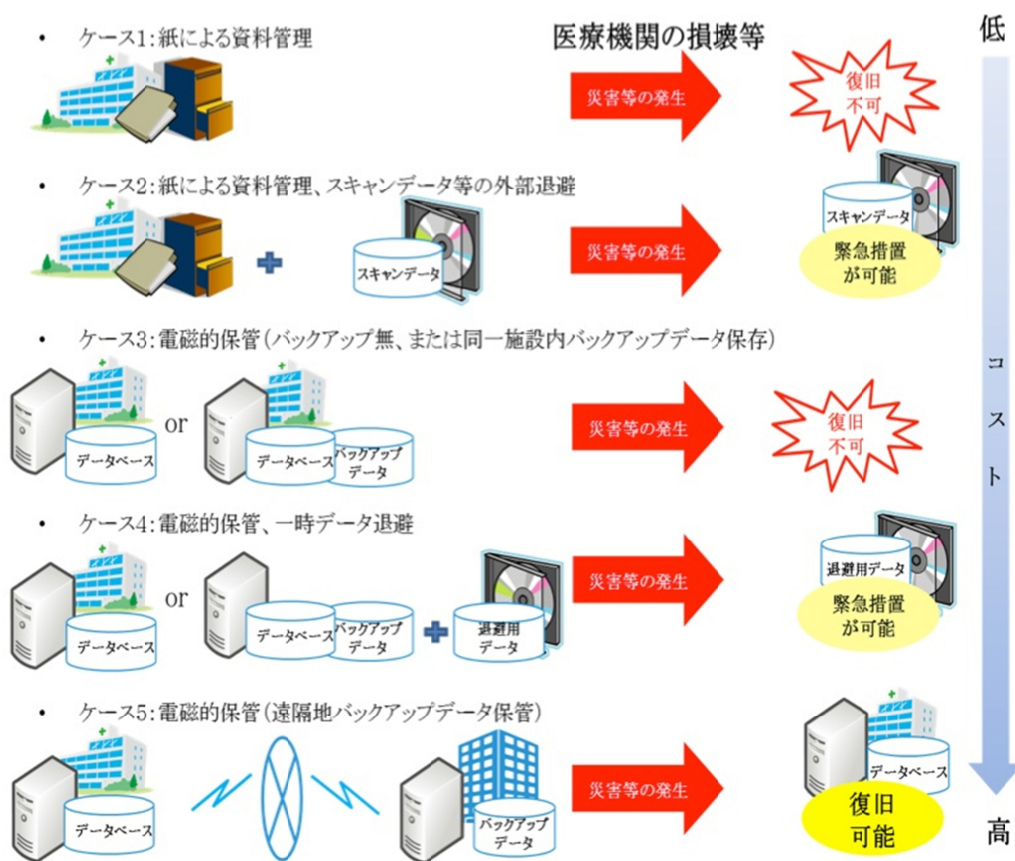 • ケース1:紙による資料管理
医療機関の損壊等
低
災害等の発生
復旧
不可
• ケース2:紙による資料管理、スキャンデータ等の外部退避
スキャンデータ
災害等の発生
スキャンデータ
緊急措置
が可能
• ケース3:電磁的保管(バックアップ無、または同一施設内バックアップデータ保存)
コスト
or
データベース
データベース
バックアップ
データ
災害等の発生
復旧
不可
• ケース4:電磁的保管、一時データ退避
or
データベース
データベース
バックアップ
データ
退避用
データ
災害等の発生
退避用データ
緊急措置
が可能
• ケース5:電磁的保管(遠隔地バックアップデータ保管)
データベース
バックアップ
データ
災害等の発生
データベース
復旧
可能
高